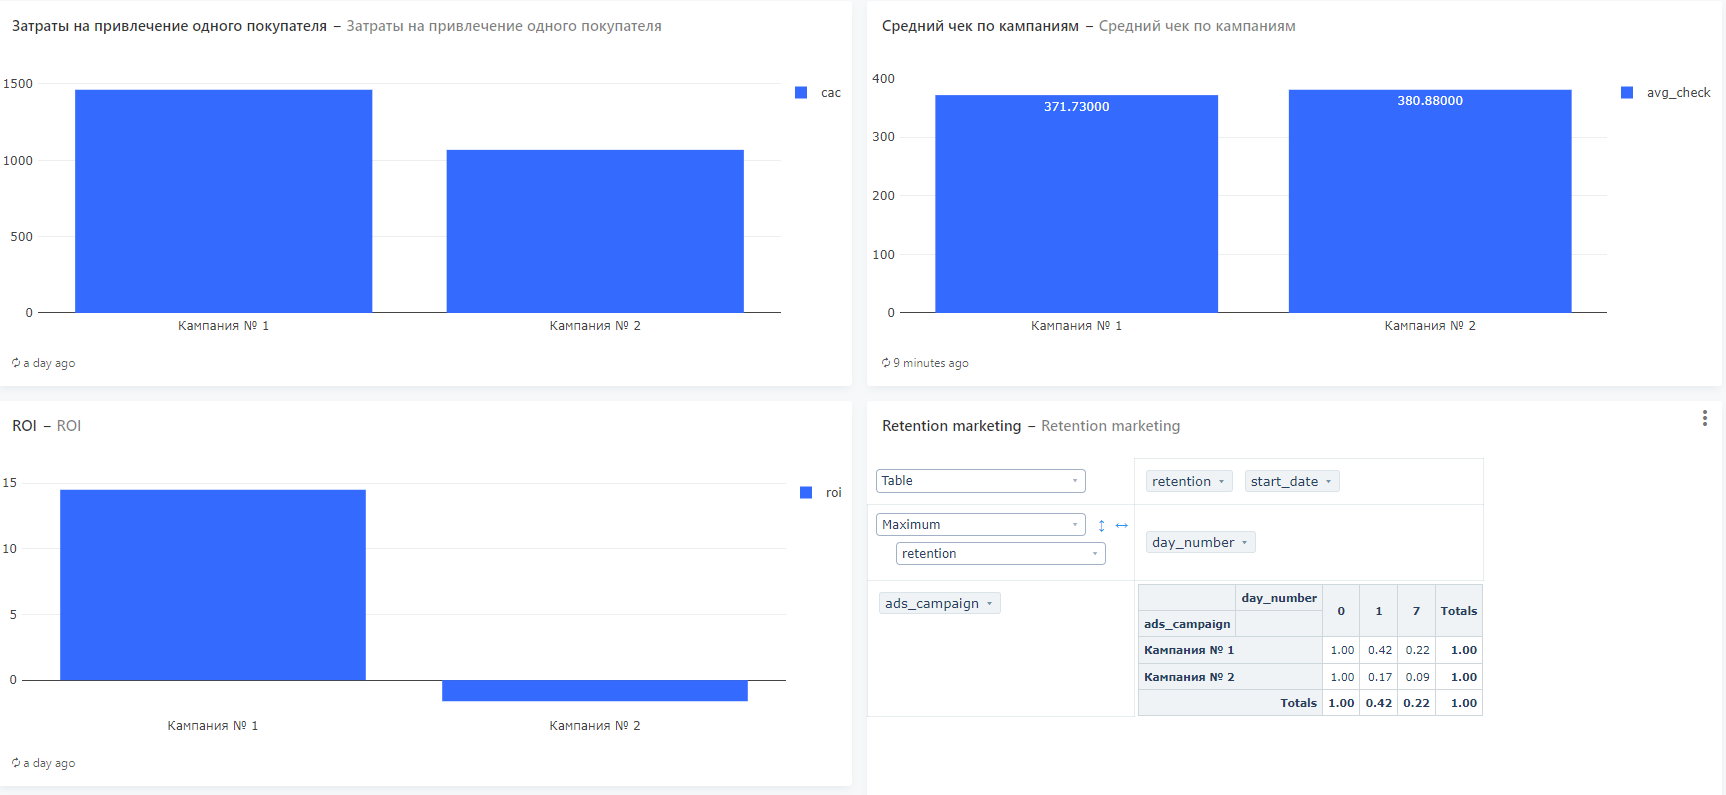 Затраты на привлечение одного покупателя – Затраты на привлечение одного покупателя
1500
1000
500
0
cac
Кампания № 1
Кампания № 2
a day ago
Средний чек по кампаниям – Средний чек по кампаниям
400
300
200
100
0
371.73000
380.88000
avg_check
Кампания № 1
Кампания № 2
9 minutes ago
ROI – ROI
15
10
5
0
roi
Кампания № 1
Кампания № 2
a day ago
Retention marketing – Retention marketing
Table
retention start_date
Maximum
retention
day_number
ads_campaign
day_number 0 1 7 Totals
ads_campaign
Кампания № 1 1.00 0.42 0.22 1.00
Кампания № 2 1.00 0.17 0.09 1.00
Totals 1.00 0.42 0.22 1.00